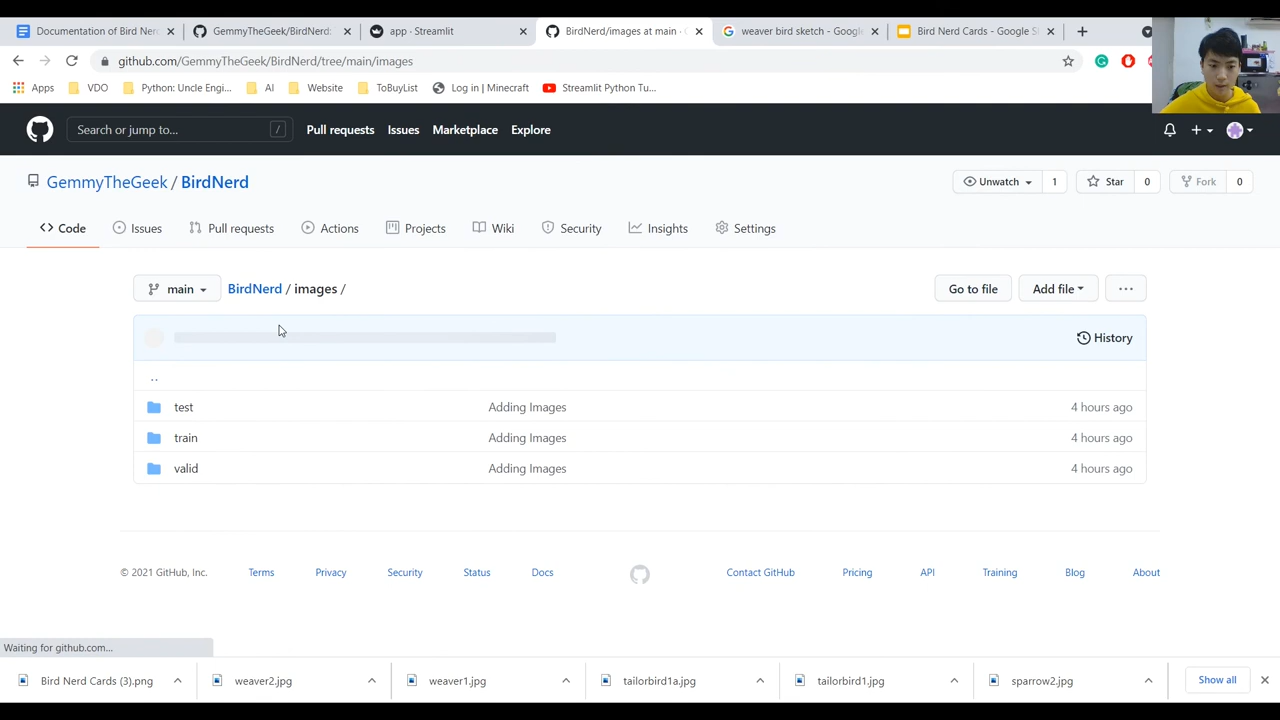 Documentation of Bird Ner
GemmyTheGeek/BirdNerd:
app · Streamlit
BirdNerd/images at main · G
weaver bird sketch - Google
Bird Nerd Cards - Google Sl
github.com/GemmyTheGeek/BirdNerd/tree/main/images
Apps
VDO
Python: Uncle Engi...
AI
Website
ToBuyList
Log in | Minecraft
Streamlit Python Tu...
Search or jump to...
/
Pull requests
Issues
Marketplace
Explore
GemmyTheGeek / BirdNerd
Unwatch
1
Star
0
Fork
0
Code
Issues
Pull requests
Actions
Projects
Wiki
Security
Insights
Settings
main
BirdNerd / images /
Go to file
Add file
...
History
..
test
Adding Images
4 hours ago
train
Adding Images
4 hours ago
valid
Adding Images
4 hours ago
© 2021 GitHub, Inc.
Terms
Privacy
Security
Status
Docs
Contact GitHub
Pricing
API
Training
Blog
About
Waiting for github.com...
Bird Nerd Cards (3).png
weaver2.jpg
weaver1.jpg
tailorbird1a.jpg
tailorbird1.jpg
sparrow2.jpg
Show all